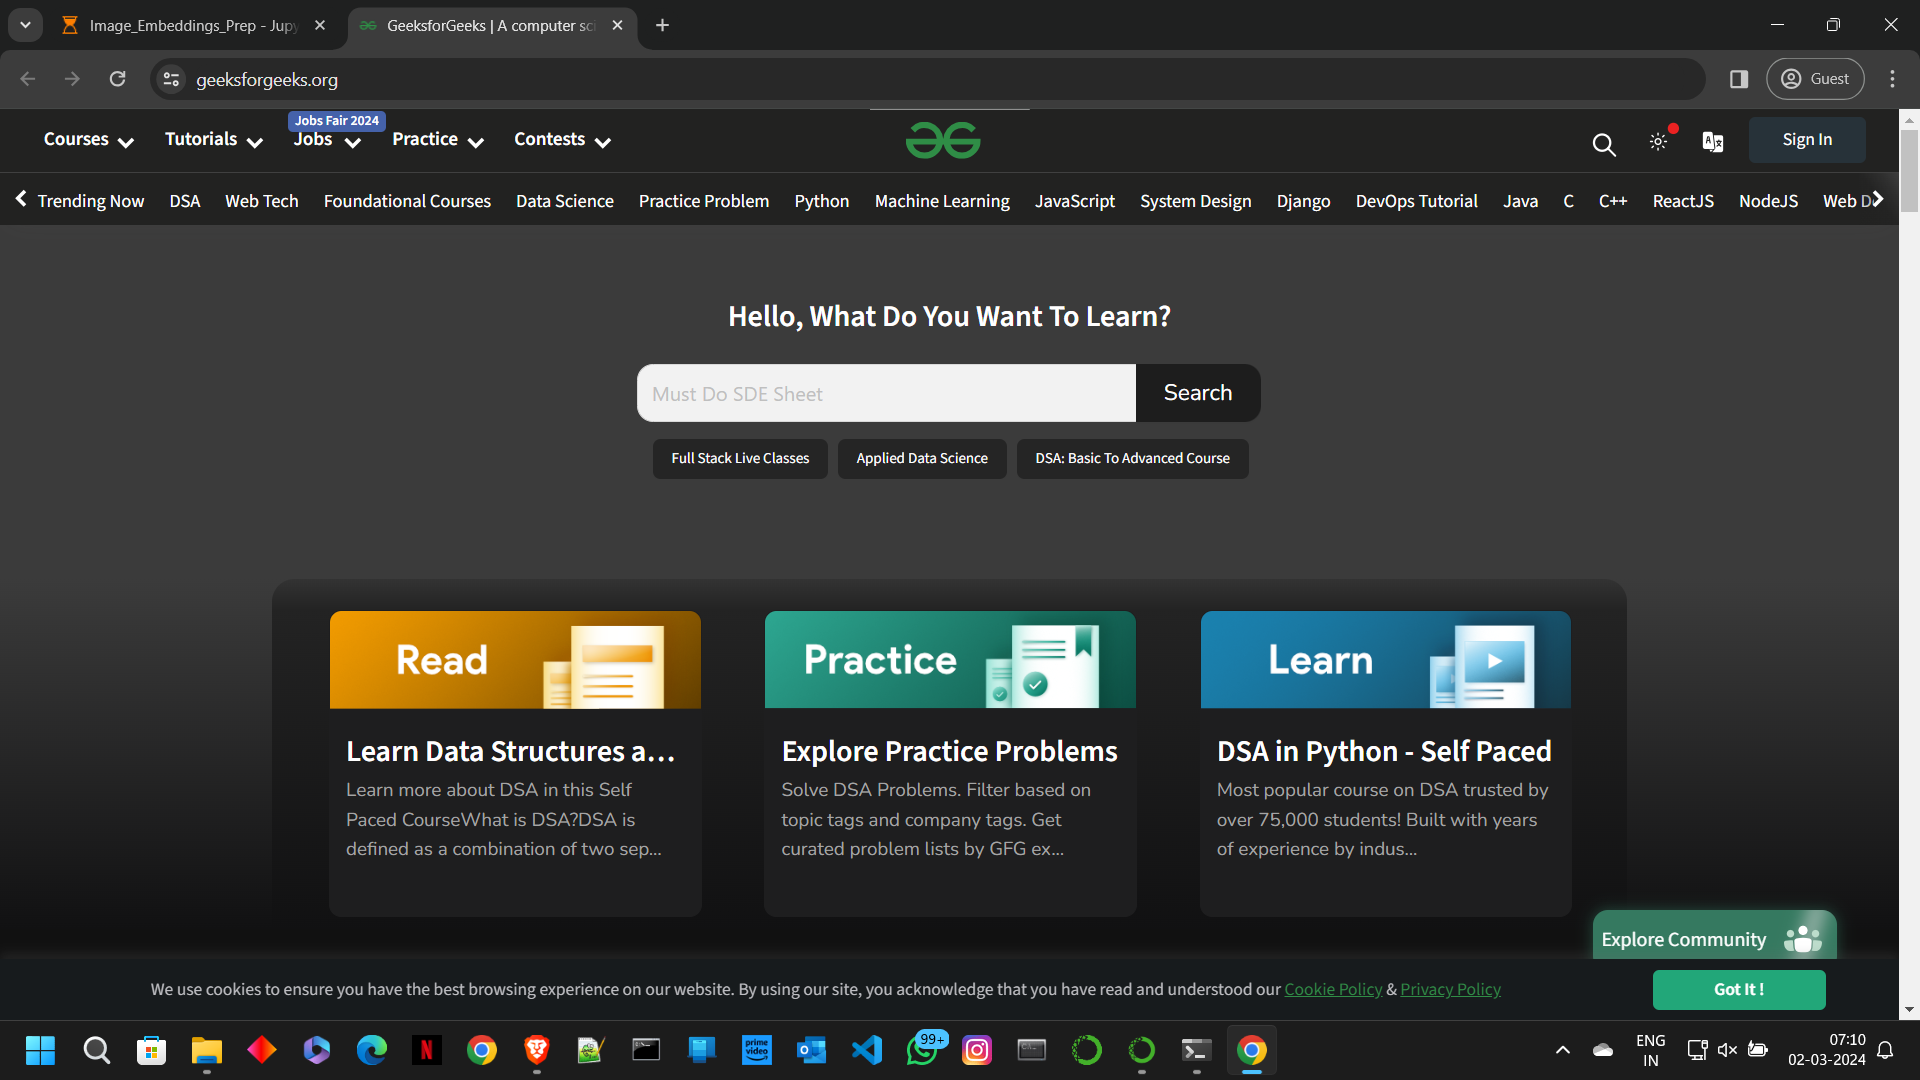 Image_Embeddings_Prep - Jupy
GeeksforGeeks | A computer sci
geeksforgeeks.org
Guest
Jobs Fair 2024
Courses Tutorials Jobs Practice Contests
Sign In
Trending Now DSA Web Tech Foundational Courses Data Science Practice Problem Python Machine Learning JavaScript System Design Django DevOps Tutorial Java C C++ ReactJS NodeJS Web D
Hello, What Do You Want To Learn?
Must Do SDE Sheet Search
Full Stack Live Classes Applied Data Science DSA: Basic To Advanced Course
Read
Learn Data Structures a...
Learn more about DSA in this Self
Paced CourseWhat is DSA?DSA is
defined as a combination of two sep...
Practice
Explore Practice Problems
Solve DSA Problems. Filter based on
topic tags and company tags. Get
curated problem lists by GFG ex...
Learn
DSA in Python - Self Paced
Most popular course on DSA trusted by
over 75,000 students! Built with years
of experience by indus...
Explore Community
We use cookies to ensure you have the best browsing experience on our website. By using our site, you acknowledge that you have read and understood our Cookie Policy & Privacy Policy
Got It !
prime
video
99+
ENG
IN
07:10
02-03-2024